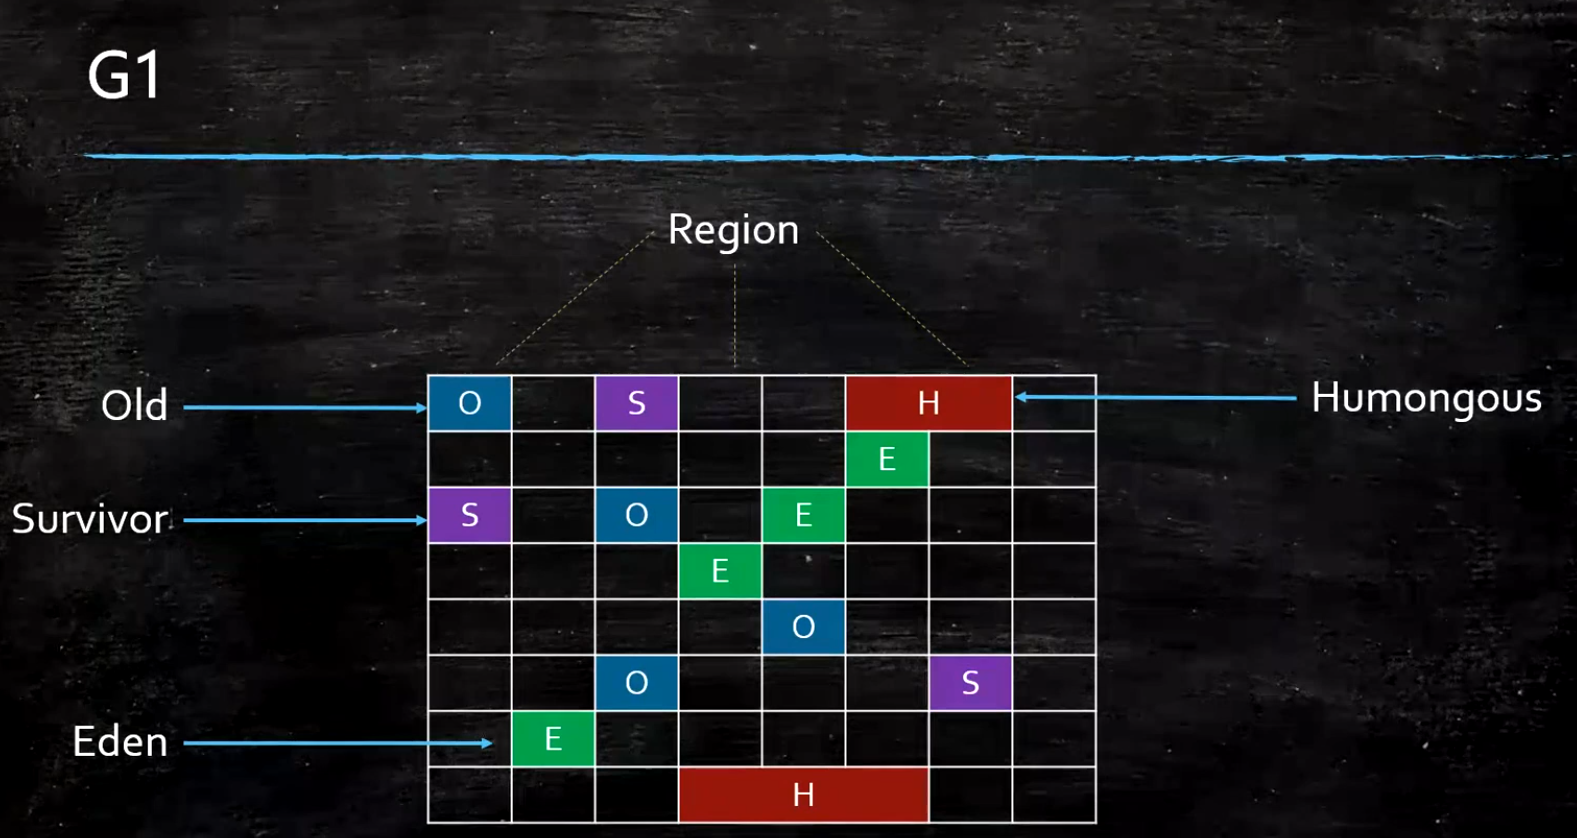 G1
Region
Old O S H Humongous
E
Survivor S O E
E
O
O S
Eden E
H